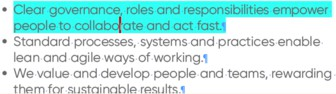 • Clear governance, roles and responsibilities empower
people to collaborate and act fast.¶
• Standard processes, systems and practices enable
lean and agile ways of working.¶
• We value and develop people and teams, rewarding
them for sustainable results.¶